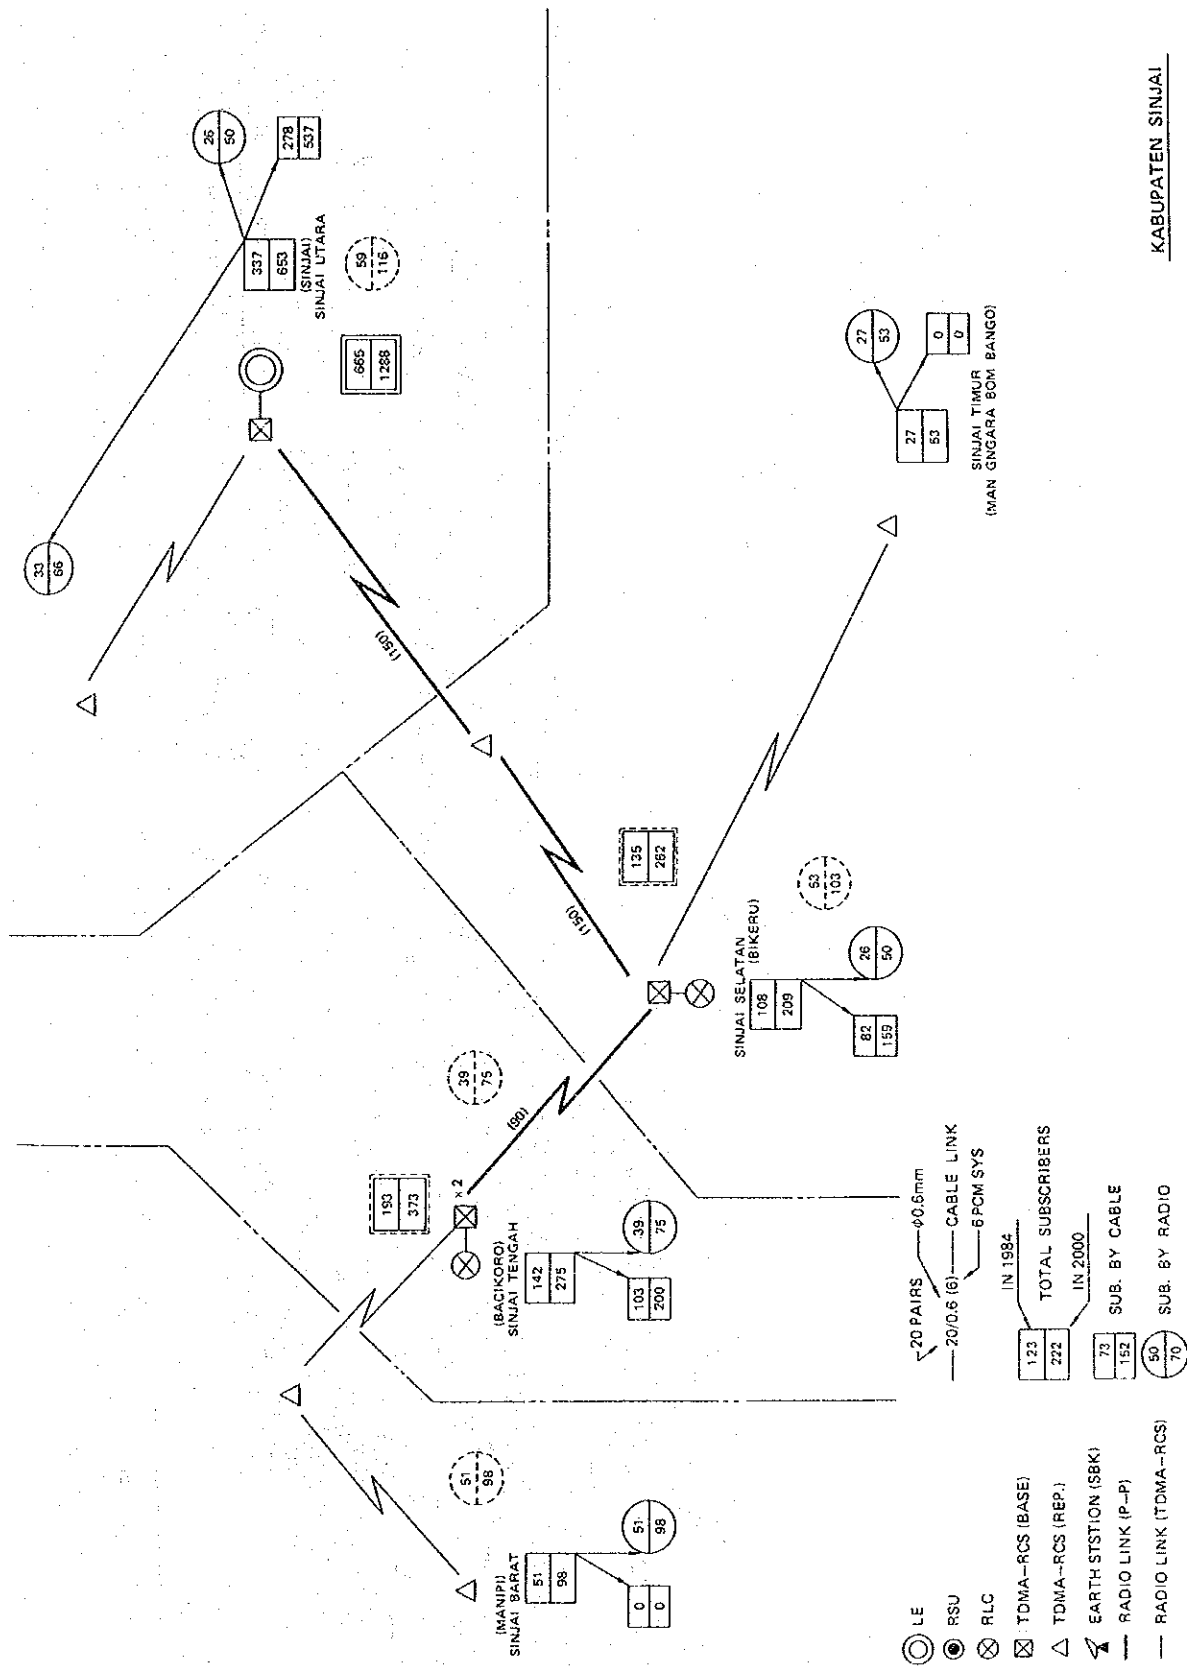 KABUPATEN SINJAI
33
66
26
50
278
537
337
653
(SINJAI)
SINJAI UTARA
59
116
665
1288
(150)
27
53
0
0
27
53
SINJAI TIMUR
(MAN GNGARA BOM BANGO)
(150)
135
262
53
103
SINJAI SELATAN
(BIKERU)
108
209
82
159
26
50
(90)
39
75
193
373
× 2
(BACIKORO)
SINJAI TENGAH
142
275
103
200
39
75
51
98
(MANIPI)
SINJAI BARAT
51
98
0
0
51
98
LE
RSU
RLC
TDMA-RCS (BASE)
TDMA-RCS (REP.)
EARTH STSTION (SBK)
RADIO LINK (P-P)
RADIO LINK (TDMA-RCS)
20 PAIRS
φ0.6mm
20/0.6 (6) CABLE LINK
6 PCM SYS
IN 1984
123
222
TOTAL SUBSCRIBERS
IN 2000
73
152
SUB. BY CABLE
50
70
SUB. BY RADIO